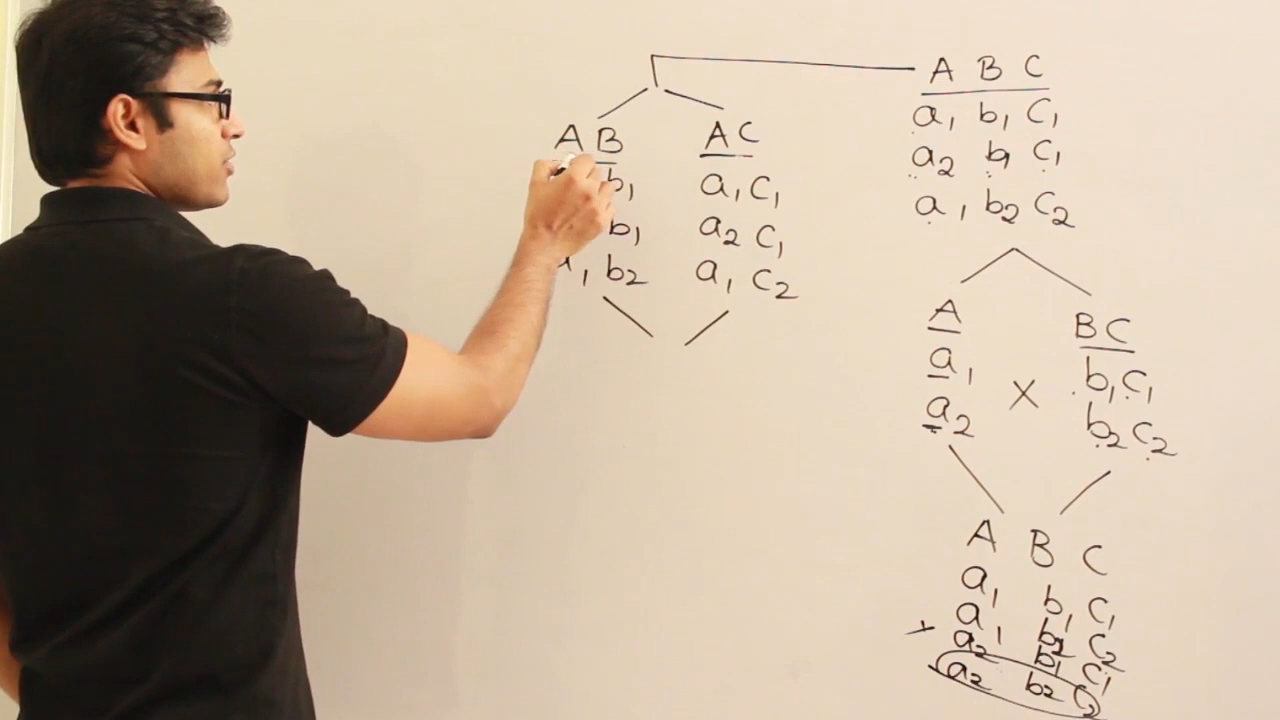 A B C
a₁ b₁ c₁
a₂ b₁ c₁
a₁ b₂ c₂
A B
b₁
b₁
₁ b₂
A C
a₁ c₁
a₂ c₁
a₁ c₂
A
a₁
a₂
X
B C
b₁ c₁
b₂ c₂
A B C
a₁ b₁ c₁
a₁ b₂ c₂
a₂ b₁ c₁
a₂ b₂ c₂